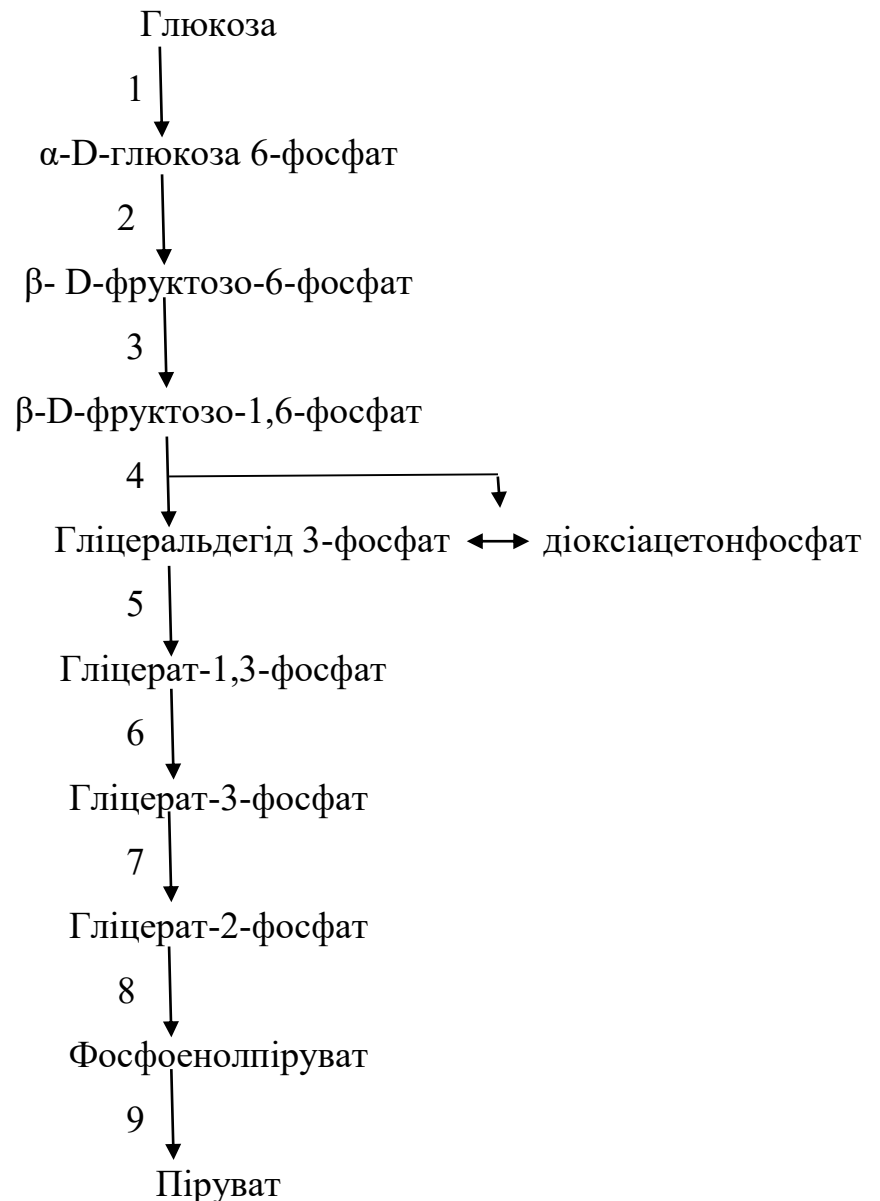 Глюкоза
1
α-D-глюкоза 6-фосфат
2
β- D-фруктозо-6-фосфат
3
β-D-фруктозо-1,6-фосфат
4
Гліцеральдегід 3-фосфат діоксіацетонфосфат
5
Гліцерат-1,3-фосфат
6
Гліцерат-3-фосфат
7
Гліцерат-2-фосфат
8
Фосфоенолпіруват
9
Піруват